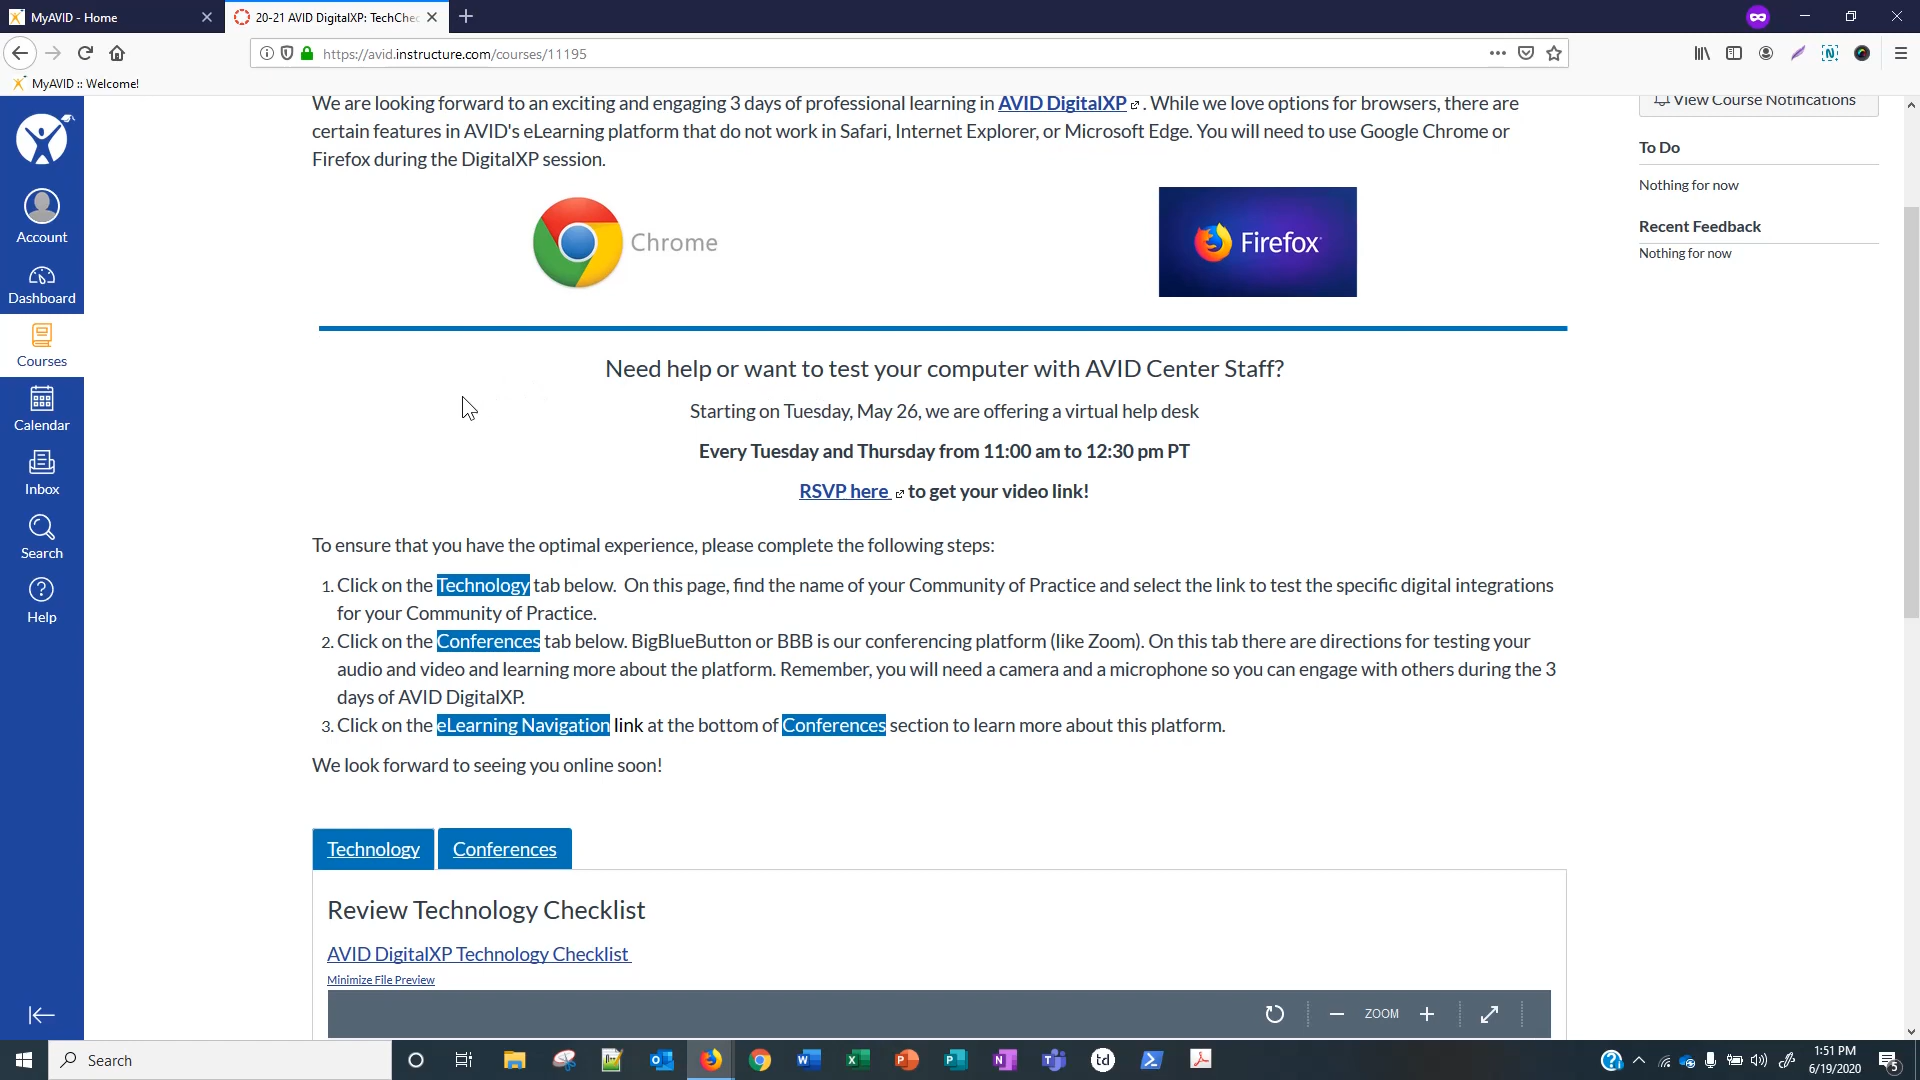 MyAVID - Home
20-21 AVID DigitalXP: TechChec
https://avid.instructure.com/courses/11195
MyAVID :: Welcome!
Account
Dashboard
Courses
Calendar
Inbox
Search
Help
We are looking forward to an exciting and engaging 3 days of professional learning in AVID DigitalXP . While we love options for browsers, there are
certain features in AVID's eLearning platform that do not work in Safari, Internet Explorer, or Microsoft Edge. You will need to use Google Chrome or
Firefox during the DigitalXP session.
Chrome
Firefox
Need help or want to test your computer with AVID Center Staff?
Starting on Tuesday, May 26, we are offering a virtual help desk
Every Tuesday and Thursday from 11:00 am to 12:30 pm PT
RSVP here to get your video link!
To ensure that you have the optimal experience, please complete the following steps:
1. Click on the Technology tab below. On this page, find the name of your Community of Practice and select the link to test the specific digital integrations
for your Community of Practice.
2. Click on the Conferences tab below. BigBlueButton or BBB is our conferencing platform (like Zoom). On this tab there are directions for testing your
audio and video and learning more about the platform. Remember, you will need a camera and a microphone so you can engage with others during the 3
days of AVID DigitalXP.
3. Click on the eLearning Navigation link at the bottom of Conferences section to learn more about this platform.
We look forward to seeing you online soon!
Technology
Conferences
Review Technology Checklist
AVID DigitalXP Technology Checklist
Minimize File Preview
ZOOM
View Course Notifications
To Do
Nothing for now
Recent Feedback
Nothing for now
Search
td
1:51 PM
6/19/2020
5